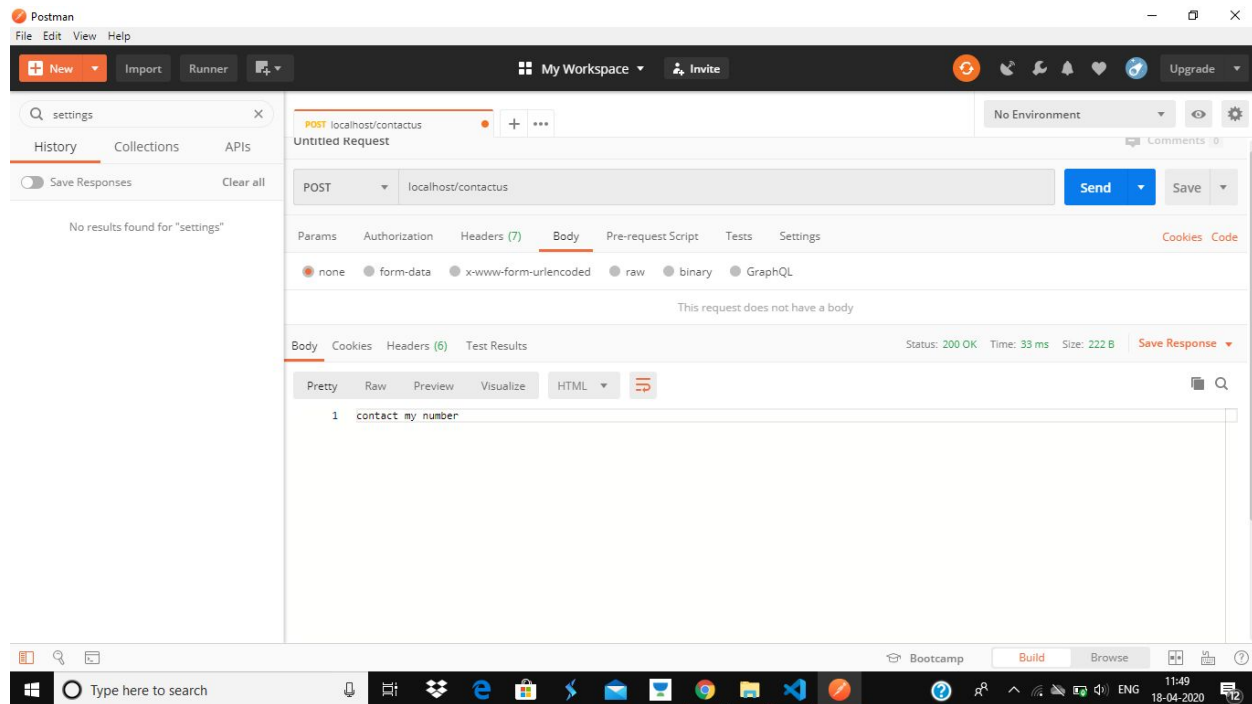 Postman
File Edit View Help
New Import Runner My Workspace Invite Upgrade
settings
History Collections APIs
Save Responses Clear all
No results found for "settings"
POST localhost/contactus No Environment
Untitled Request Comments 0
POST localhost/contactus Send Save
Params Authorization Headers (7) Body Pre-request Script Tests Settings Cookies Code
none form-data x-www-form-urlencoded raw binary GraphQL
This request does not have a body
Body Cookies Headers (6) Test Results Status: 200 OK Time: 33 ms Size: 222 B Save Response
Pretty Raw Preview Visualize HTML
1 contact my number
Bootcamp Build Browse
Type here to search ENG 11:49
18-04-2020 12